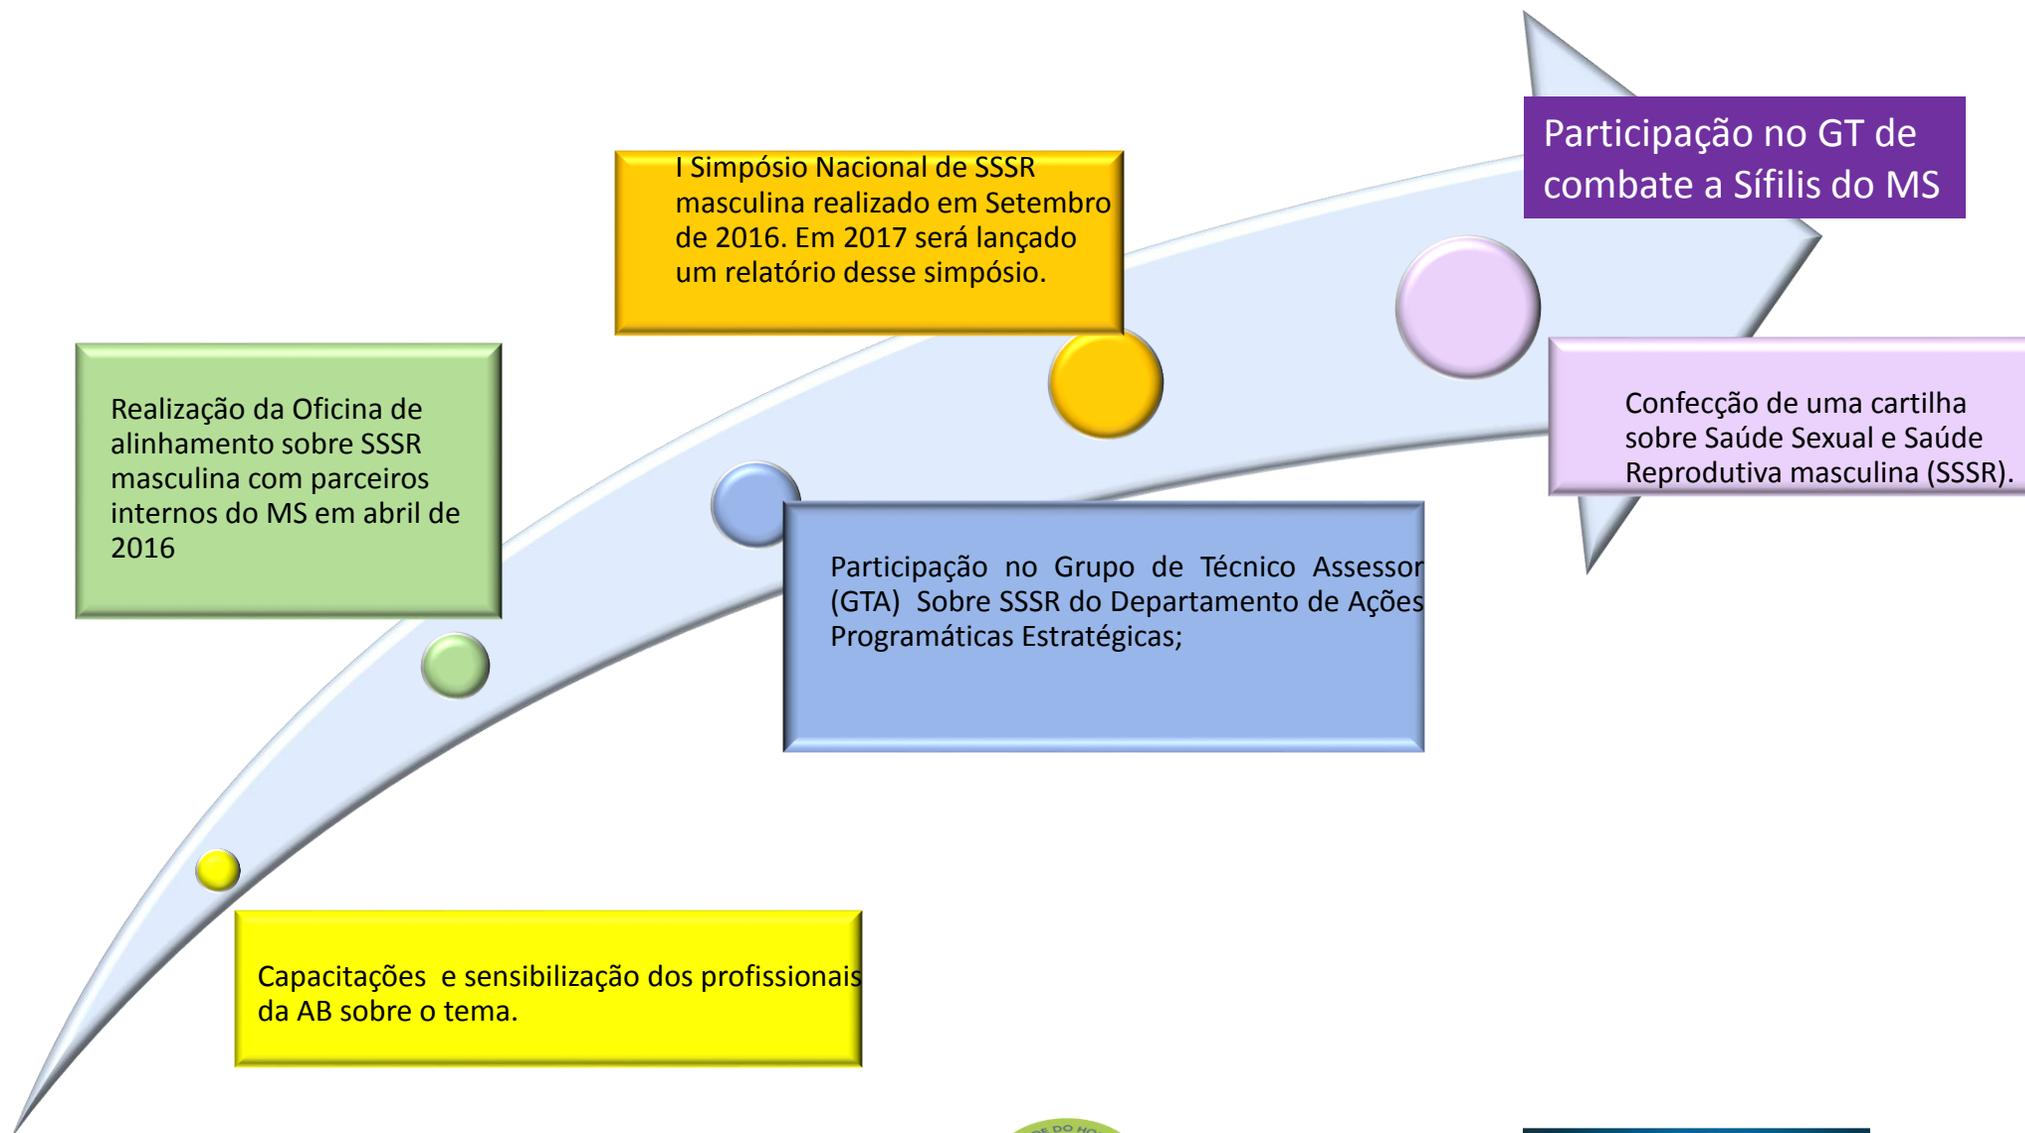 Participação no GT de
combate a Sífilis do MS
I Simpósio Nacional de SSSR
masculina realizado em Setembro
de 2016. Em 2017 será lançado
um relatório desse simpósio.
Realização da Oficina de
alinhamento sobre SSSR
masculina com parceiros
internos do MS em abril de
2016
Confecção de uma cartilha
sobre Saúde Sexual e Saúde
Reprodutiva masculina (SSSR).
Participação no Grupo de Técnico Assessor
(GTA) Sobre SSSR do Departamento de Ações
Programáticas Estratégicas;
Capacitações e sensibilização dos profissionais
da AB sobre o tema.
DO